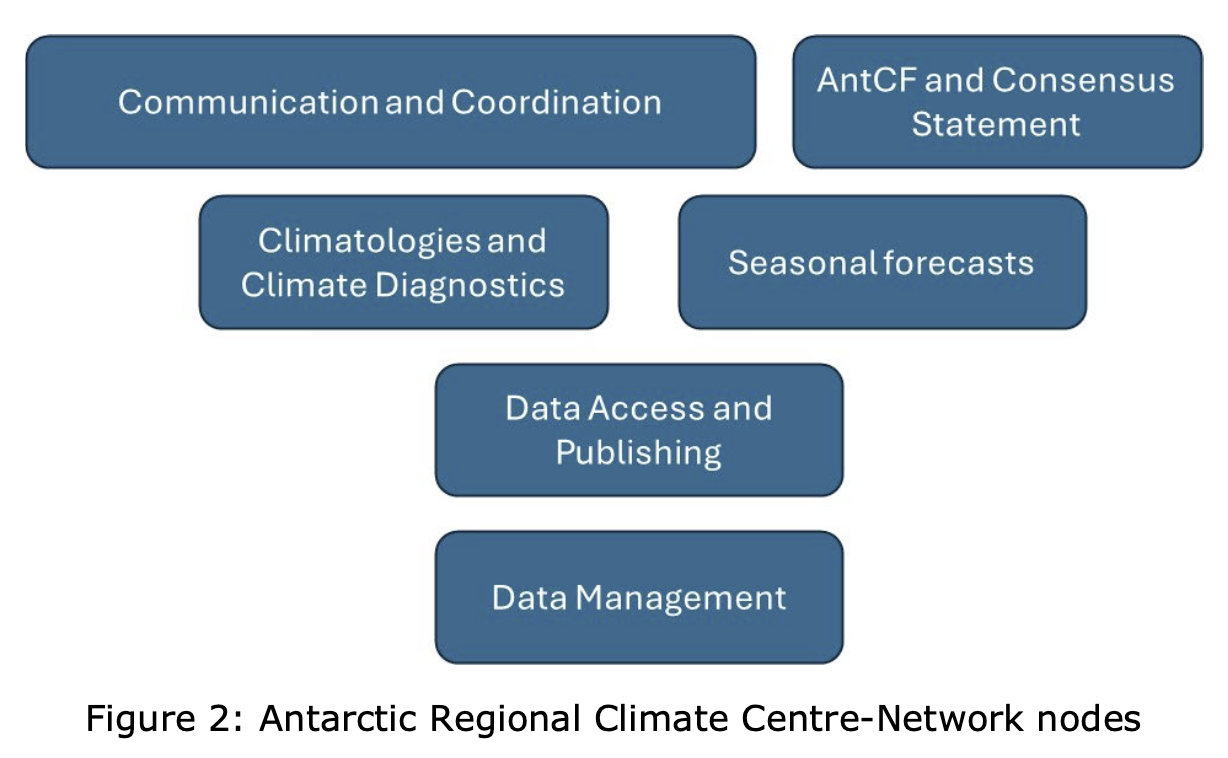 Communication and Coordination
AntCF and Consensus
Statement
Climatologies and
Climate Diagnostics
Seasonal forecasts
Data Access and
Publishing
Data Management
Figure 2: Antarctic Regional Climate Centre-Network nodes